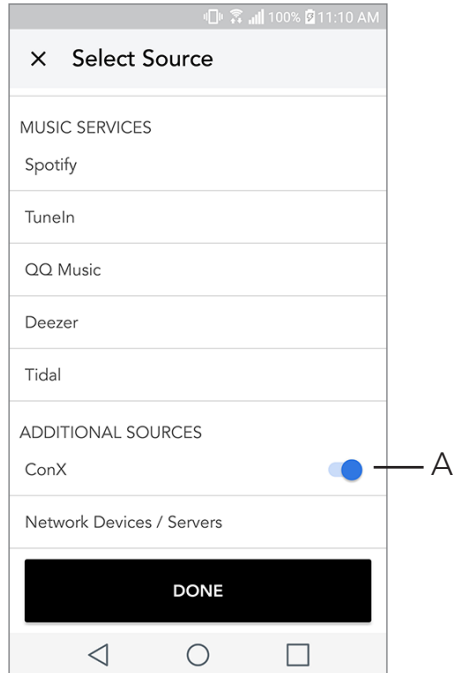 100% 11:10 AM
× Select Source
MUSIC SERVICES
Spotify
TuneIn
QQ Music
Deezer
Tidal
ADDITIONAL SOURCES
ConX
A
Network Devices / Servers
DONE